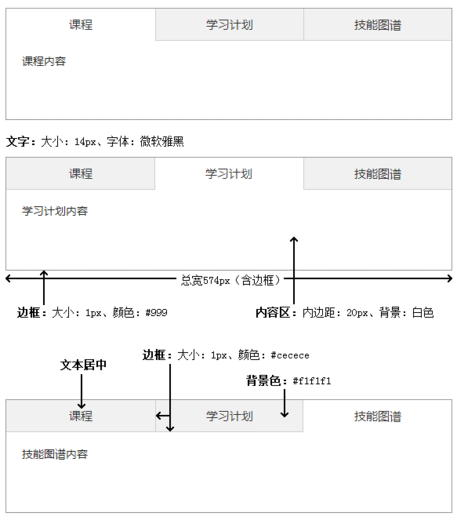 课程 学习计划 技能图谱
课程内容
文字：大小：14px、字体：微软雅黑
课程 学习计划 技能图谱
学习计划内容
总宽574px（含边框）
边框：大小：1px、颜色：#999 内容区：内边距：20px、背景：白色
边框：大小：1px、颜色：#cecece
文本居中
背景色：#f1f1f1
课程 学习计划 技能图谱
技能图谱内容